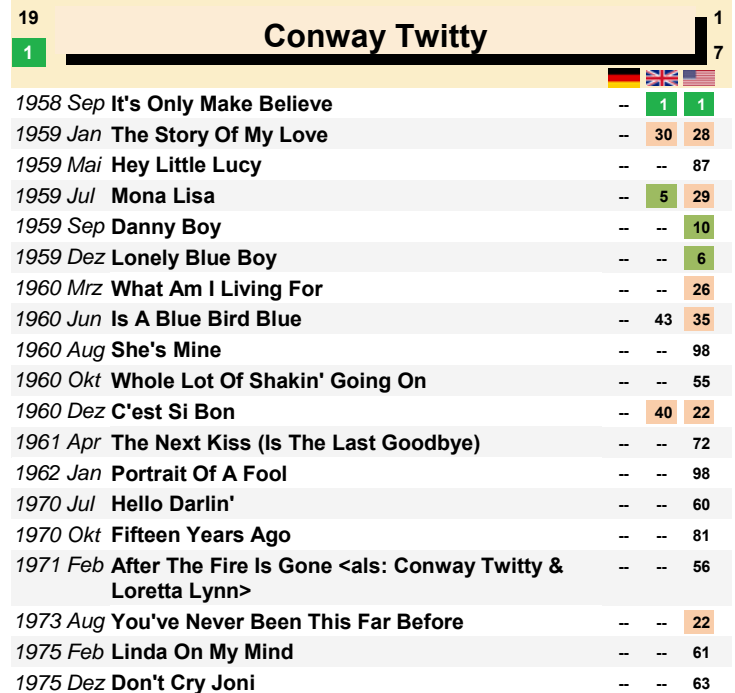 19
1
Conway Twitty
1
7
1958 Sep It's Only Make Believe -- 1 1
1959 Jan The Story Of My Love -- 30 28
1959 Mai Hey Little Lucy -- -- 87
1959 Jul Mona Lisa -- 5 29
1959 Sep Danny Boy -- -- 10
1959 Dez Lonely Blue Boy -- -- 6
1960 Mrz What Am I Living For -- -- 26
1960 Jun Is A Blue Bird Blue -- 43 35
1960 Aug She's Mine -- -- 98
1960 Okt Whole Lot Of Shakin' Going On -- -- 55
1960 Dez C'est Si Bon -- 40 22
1961 Apr The Next Kiss (Is The Last Goodbye) -- -- 72
1962 Jan Portrait Of A Fool -- -- 98
1970 Jul Hello Darlin' -- -- 60
1970 Okt Fifteen Years Ago -- -- 81
1971 Feb After The Fire Is Gone <als: Conway Twitty & -- -- 56
Loretta Lynn>
1973 Aug You've Never Been This Far Before -- -- 22
1975 Feb Linda On My Mind -- -- 61
1975 Dez Don't Cry Joni -- -- 63